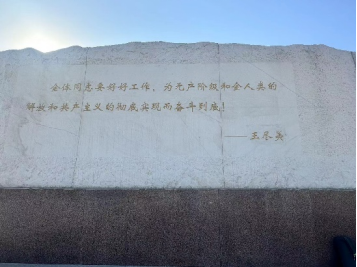 全体同志要好好工作，为无产阶级和全人类的
解放和共产主义的彻底实现而奋斗到底！
——王尽美